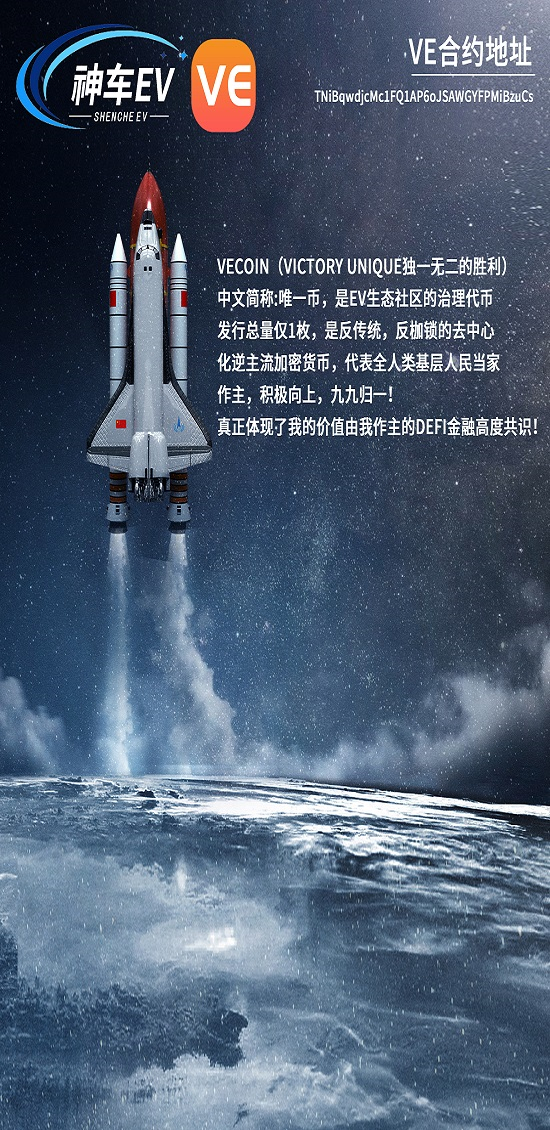 神车EV
SHENCHE EV
VE
VE合约地址
TNiBqwdjcMc1FQ1AP6oJSAWGYFPMiBzuCs
VECOIN（VICTORY UNIQUE独一无二的胜利）
中文简称:唯一币，是EV生态社区的治理代币
发行总量仅1枚，是反传统，反枷锁的去中心
化逆主流加密货币，代表全人类基层人民当家
作主，积极向上，九九归一！
真正体现了我的价值由我作主的DEFI金融高度共识！